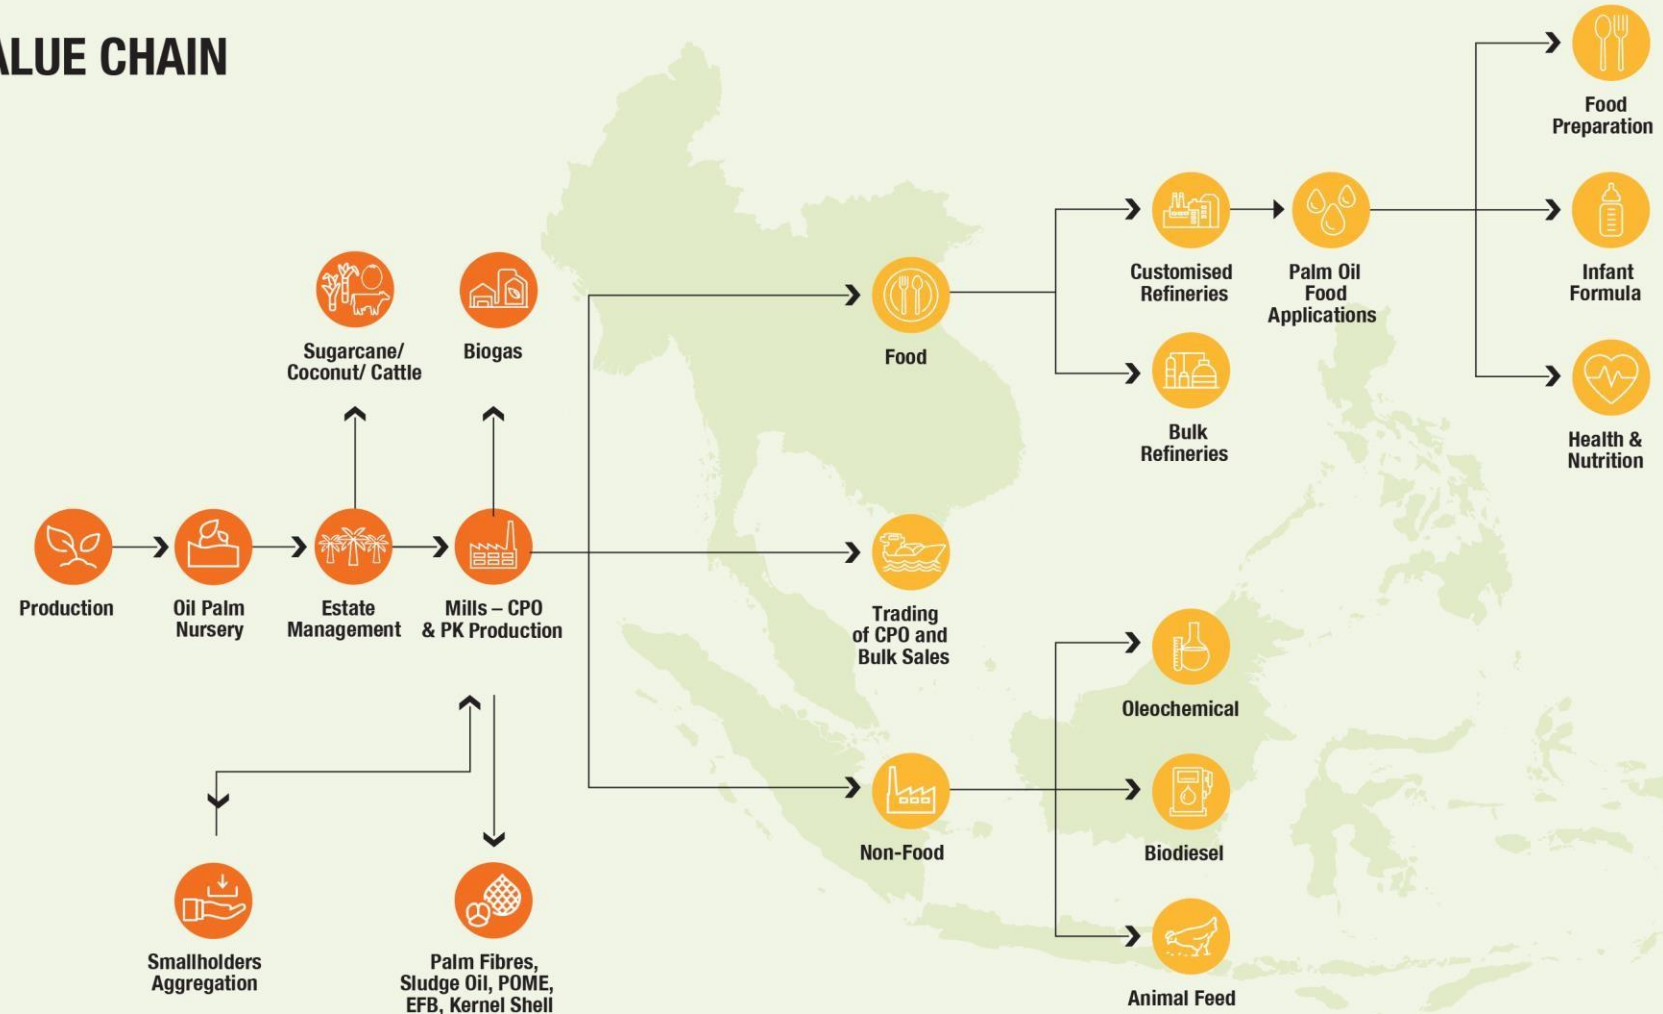 ALUE CHAIN
Food
Preparation
Customised
Refineries
Palm Oil
Food
Applications
Infant
Formula
Sugarcane/
Coconut/ Cattle
Biogas
Food
Bulk
Refineries
Health &
Nutrition
Production
Oil Palm
Nursery
Estate
Management
Mills – CPO
& PK Production
Trading
of CPO and
Bulk Sales
Oleochemical
Non-Food
Biodiesel
Smallholders
Aggregation
Palm Fibres,
Sludge Oil, POME,
EFB, Kernel Shell
Animal Feed